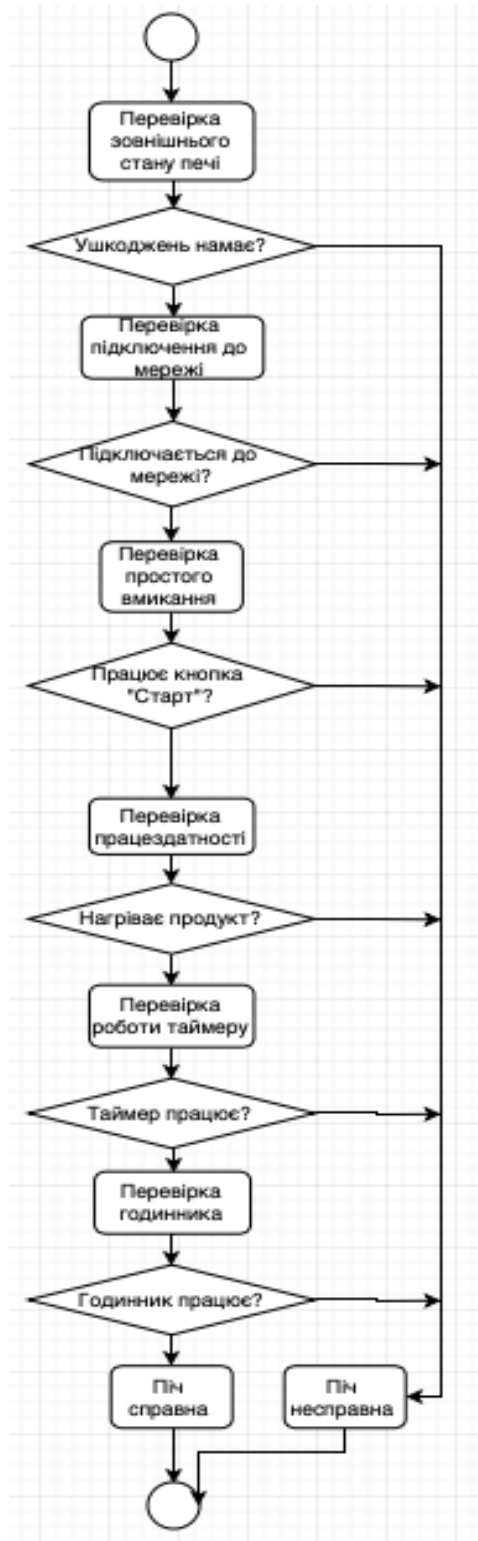 Перевірка
зовнішнього
стану печі
Ушкоджень намає?
Перевірка
підключення до
мережі
Підключається до
мережі?
Перевірка
простого
вмикання
Працює кнопка
"Старт"?
Перевірка
працездатності
Нагріває продукт?
Перевірка
роботи таймеру
Таймер працює?
Перевірка
годинника
Годинник працює?
Піч
справна
Піч
несправна